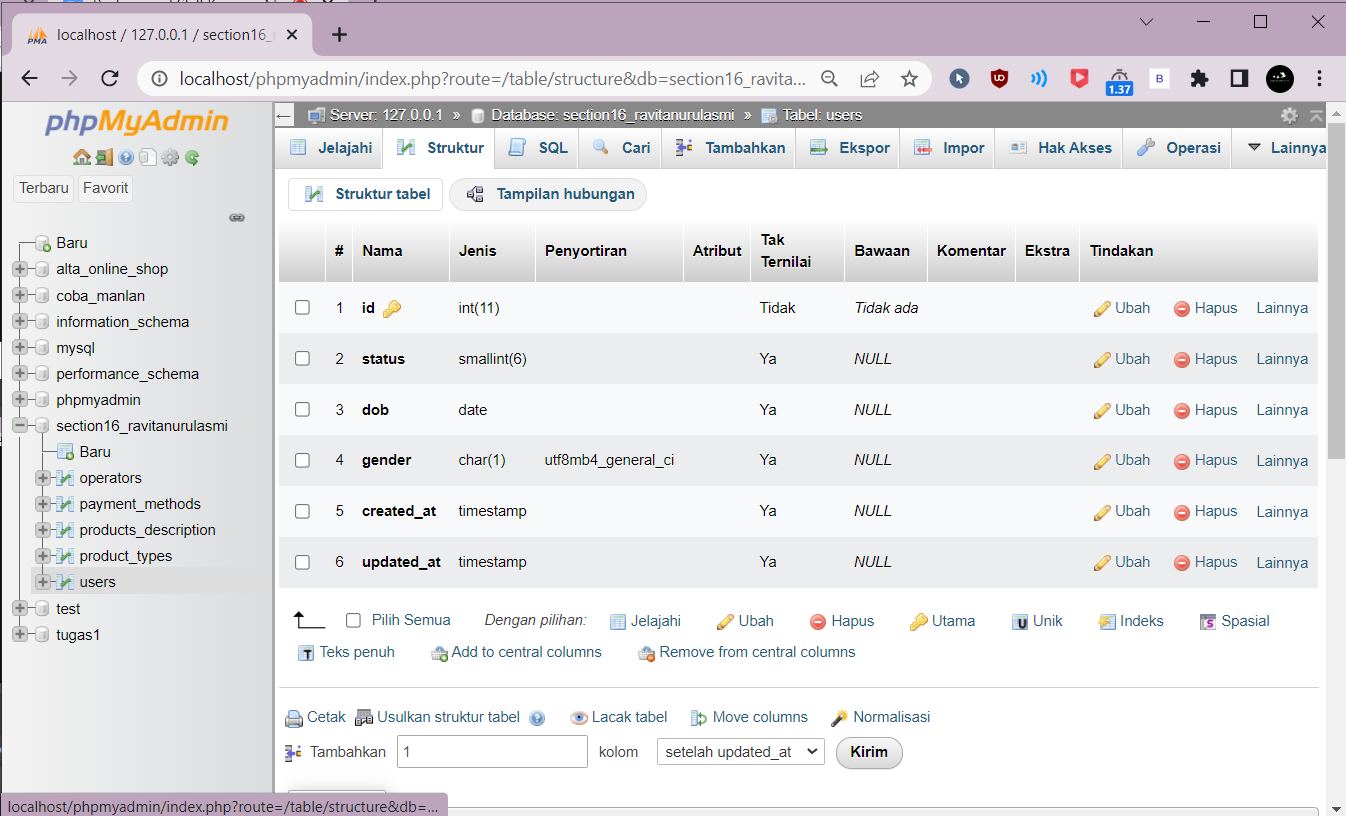 localhost / 127.0.0.1 / section16_
localhost/phpmyadmin/index.php?route=/table/structure&db=section16_ravita...
1.37
B
phpMyAdmin
Terbaru Favorit
Baru
alta_online_shop
coba_manlan
information_schema
mysql
performance_schema
phpmyadmin
section16_ravitanurulasmi
Baru
operators
payment_methods
products_description
product_types
users
test
tugas1
Server: 127.0.0.1 » Database: section16_ravitanurulasmi » Tabel: users
Jelajahi Struktur SQL Cari Tambahkan Ekspor Impor Hak Akses Operasi Lainnya
Struktur tabel Tampilan hubungan
# Nama Jenis Penyortiran Atribut Tak Ternilai Bawaan Komentar Ekstra Tindakan
1 id int(11) Tidak Tidak ada Ubah Hapus Lainnya
2 status smallint(6) Ya NULL Ubah Hapus Lainnya
3 dob date Ya NULL Ubah Hapus Lainnya
4 gender char(1) utf8mb4_general_ci Ya NULL Ubah Hapus Lainnya
5 created_at timestamp Ya NULL Ubah Hapus Lainnya
6 updated_at timestamp Ya NULL Ubah Hapus Lainnya
Pilih Semua Dengan pilihan: Jelajahi Ubah Hapus Utama Unik Indeks Spasial
Teks penuh Add to central columns Remove from central columns
Cetak Usulkan struktur tabel Lacak tabel Move columns Normalisasi
Tambahkan 1 kolom setelah updated_at Kirim
localhost/phpmyadmin/index.php?route=/table/structure&db=...